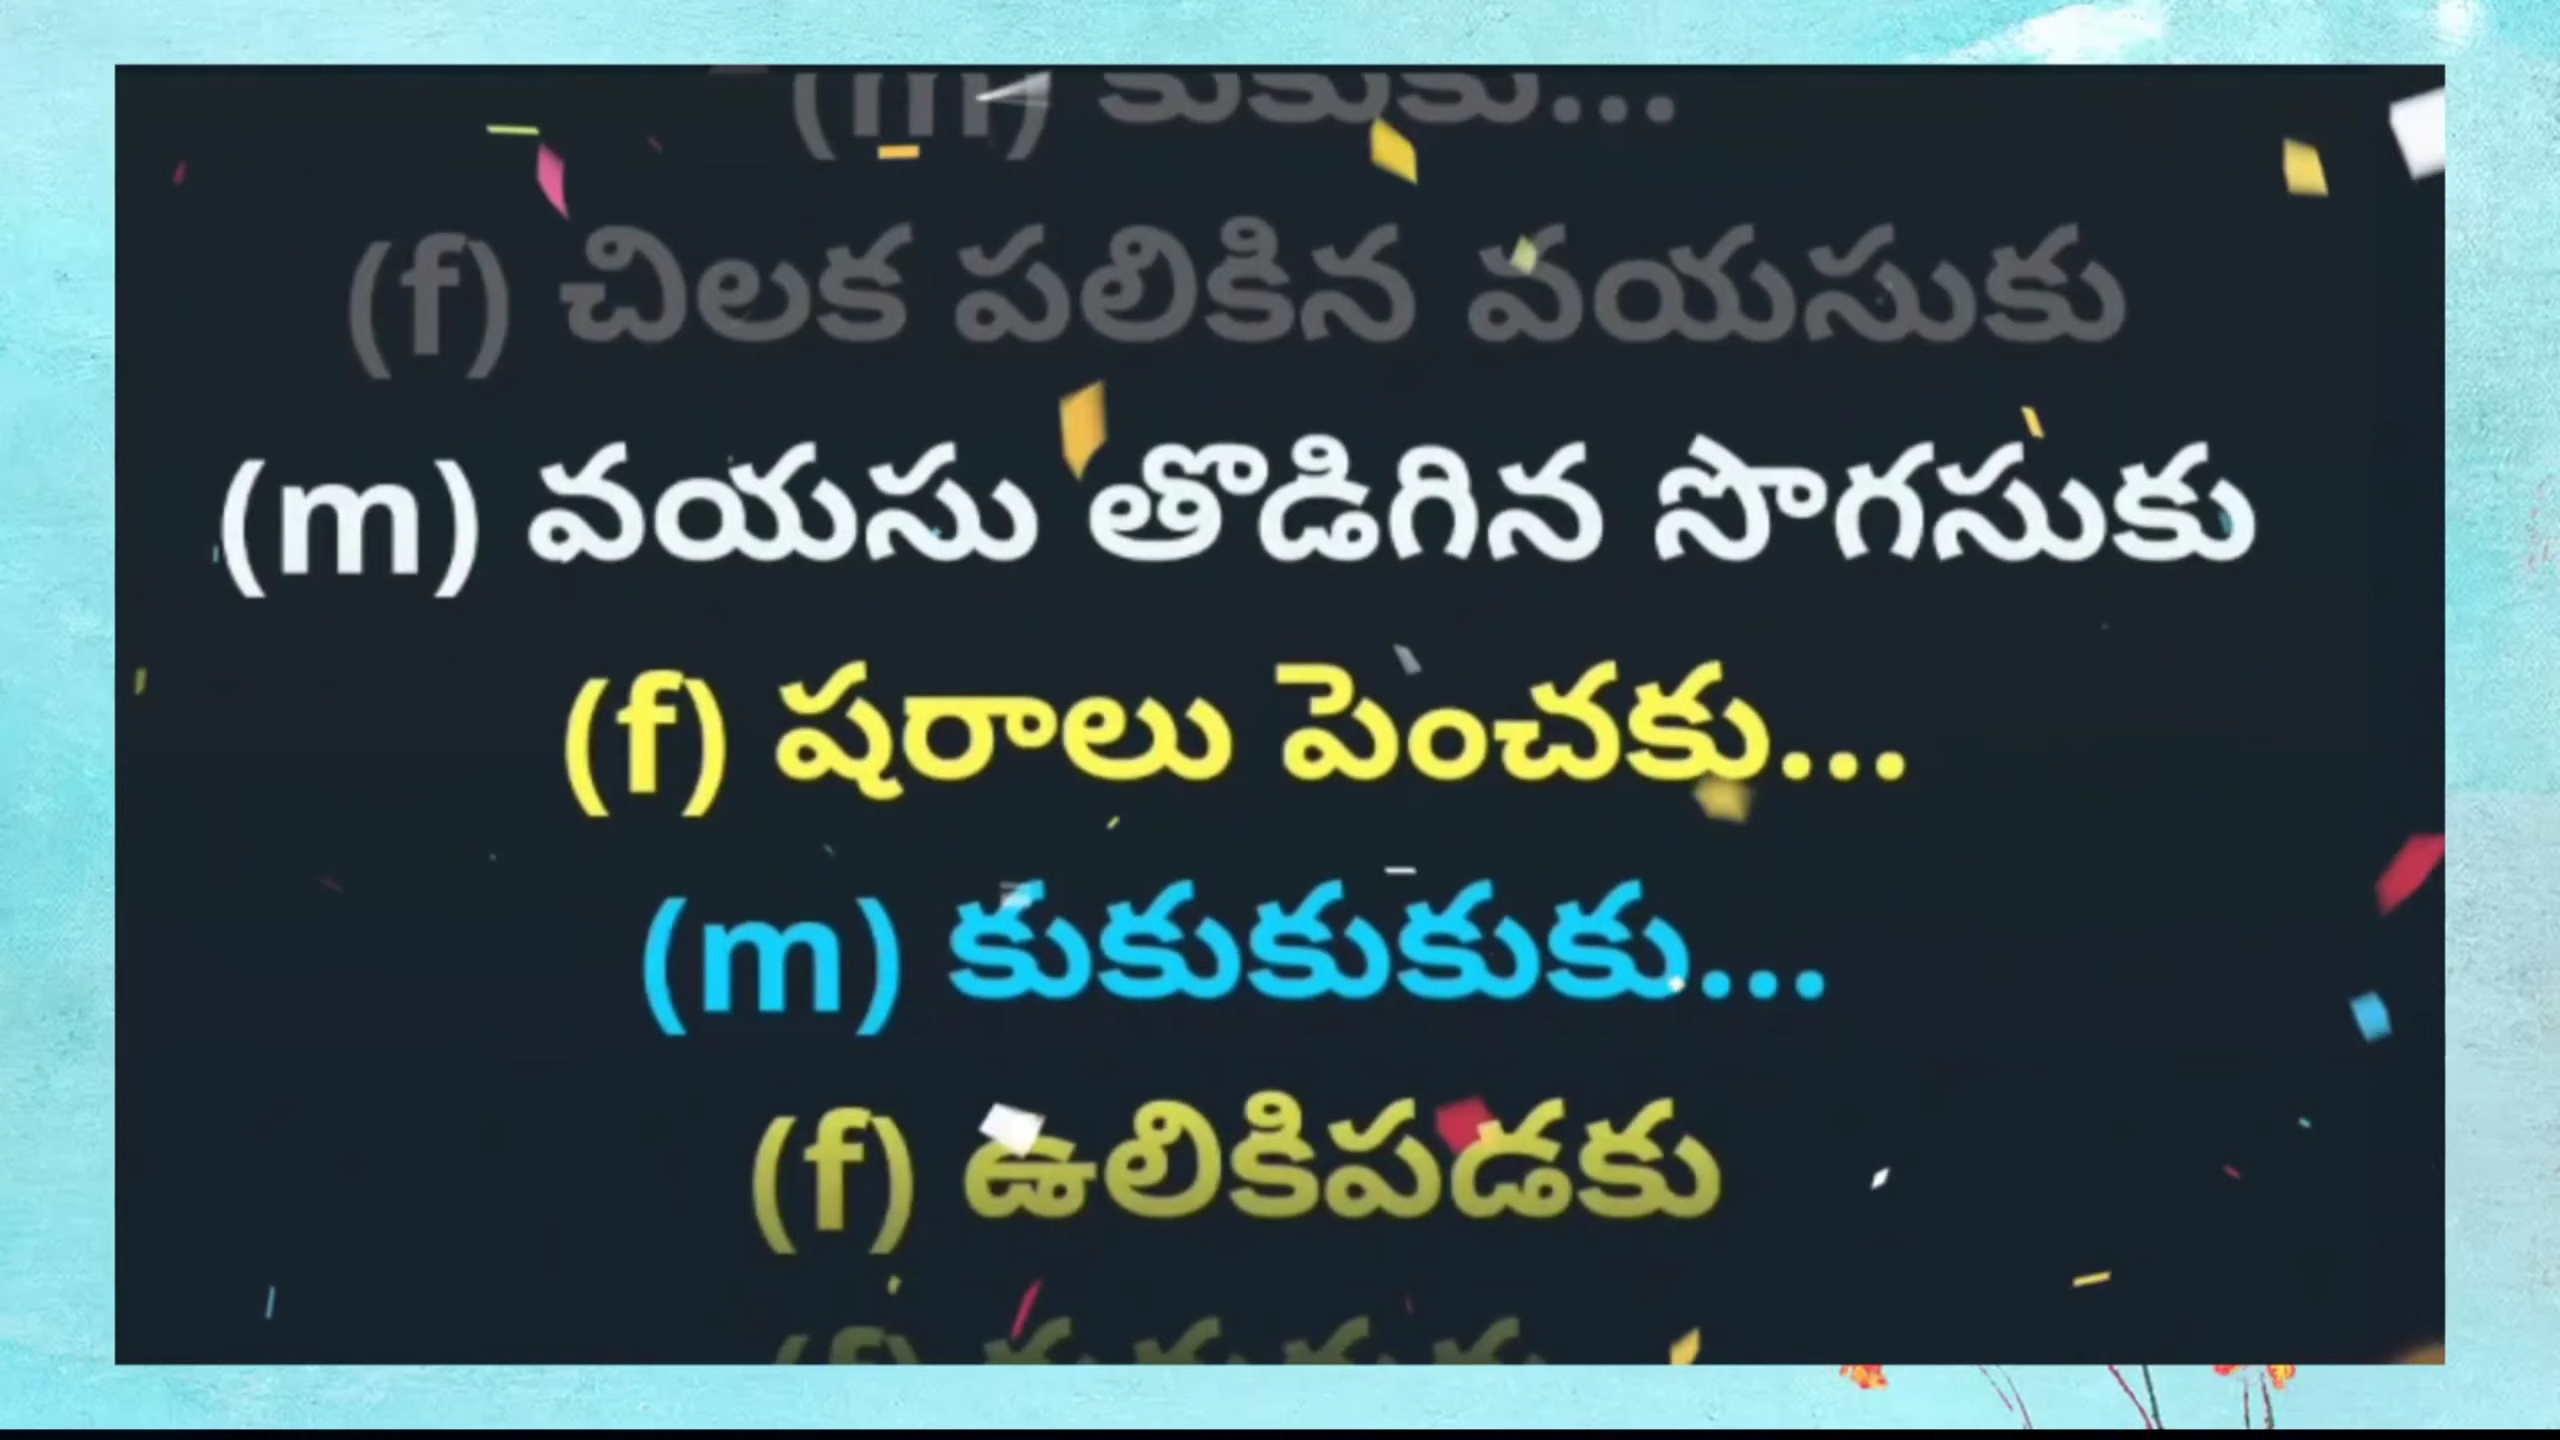 (m) కుకుకు...
(f) చిలక పలికిన వయసుకు
(m) వయసు తొడిగిన సొగసుకు
(f) షరాలు పెంచకు...
(m) కుకుకుకుకు...
(f) ఉలికిపడకు